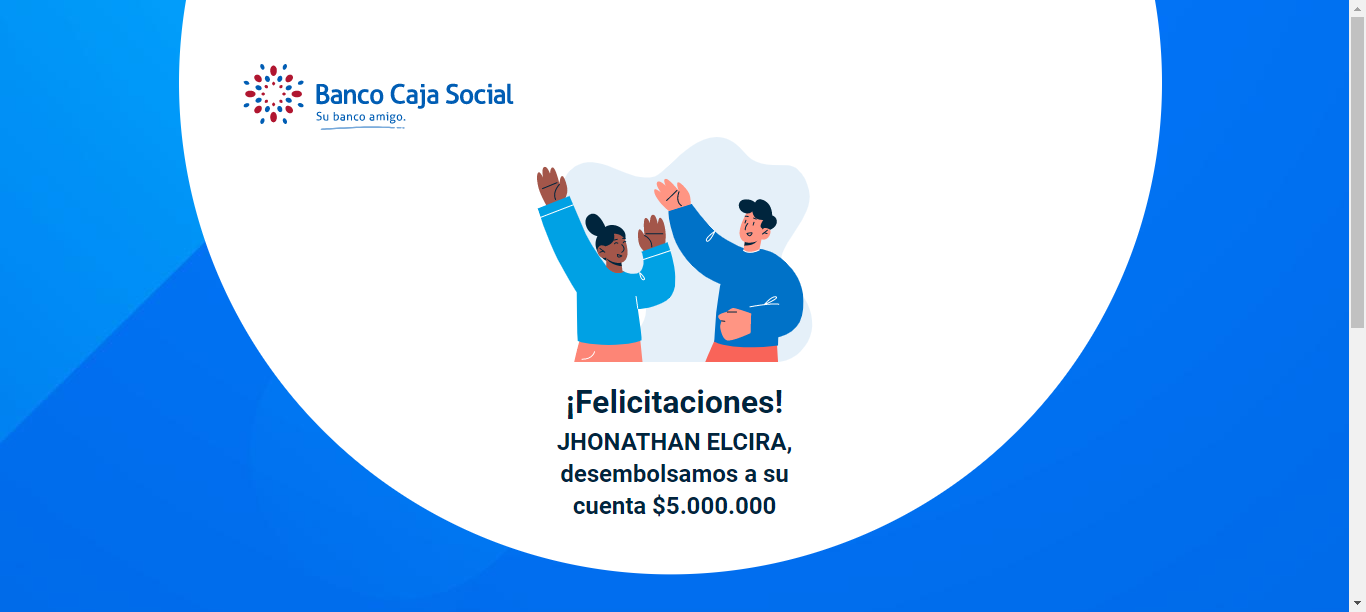 Banco Caja Social
Su banco amigo.
¡Felicitaciones!
JHONATHAN ELCIRA,
desembolsamos a su
cuenta $5.000.000